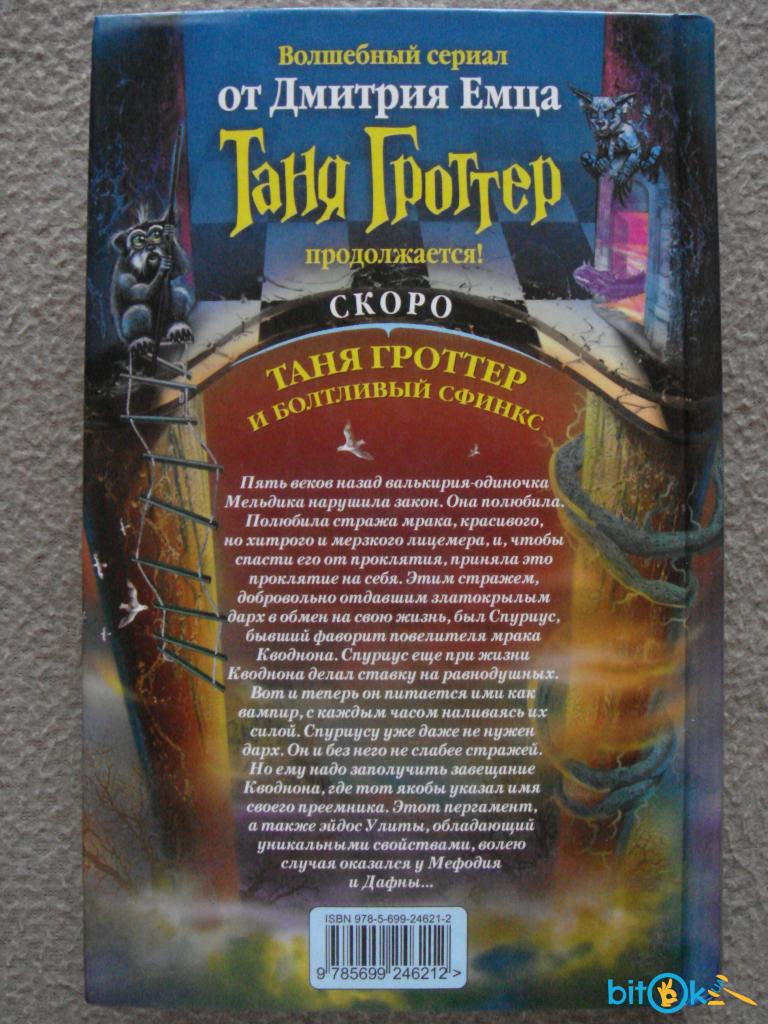 Волшебный сериал
от Дмитрия Емца
Таня Гроттер
продолжается!
СКОРО
ТАНЯ ГРОТТЕР
И БОЛТЛИВЫЙ СФИНКС
Пять веков назад валькирия-одиночка
Мельдика нарушила закон. Она полюбила.
Полюбила стража мрака, красивого,
но хитрого и мерзкого лицемера, и, чтобы
спасти его от проклятия, приняла это
проклятие на себя. Этим стражем,
добровольно отдавшим златокрылым
дарх в обмен на свою жизнь, был Спуриус,
бывший фаворит повелителя мрака
Кводнона. Спуриус еще при жизни
Кводнона делал ставку на равнодушных.
Вот и теперь он питается ими как
вампир, с каждым часом наливаясь их
силой. Спуриусу уже даже не нужен
дарх. Он и без него не слабее стражей.
Но ему надо заполучить завещание
Кводнона, где тот якобы указал имя
своего преемника. Этот пергамент,
а также эйдос Улиты, обладающий
уникальными свойствами, волею
случая оказался у Мефодия
и Дафны...
ISBN 978-5-699-24621-2
9 785699 246212 >
bitOk